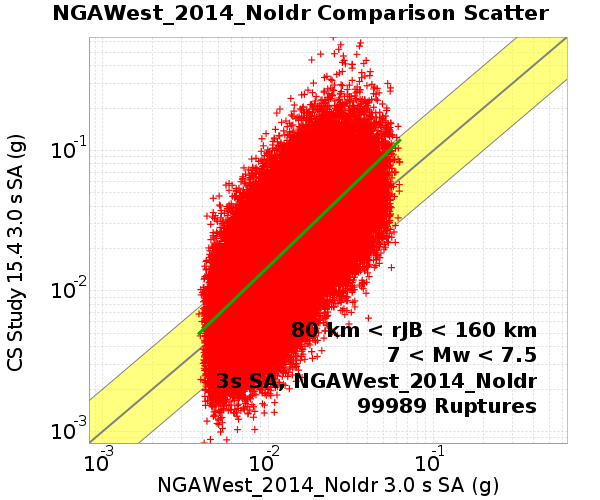 NGAWest_2014_NoIdr Comparison Scatter
CS Study 15.4 3.0 s SA (g)
10-1
10-2
10-3
80 km < rJB < 160 km
7 < Mw < 7.5
3s SA, NGAWest_2014_NoIdr
99989 Ruptures
10-3
10-2
10-1
NGAWest_2014_NoIdr 3.0 s SA (g)